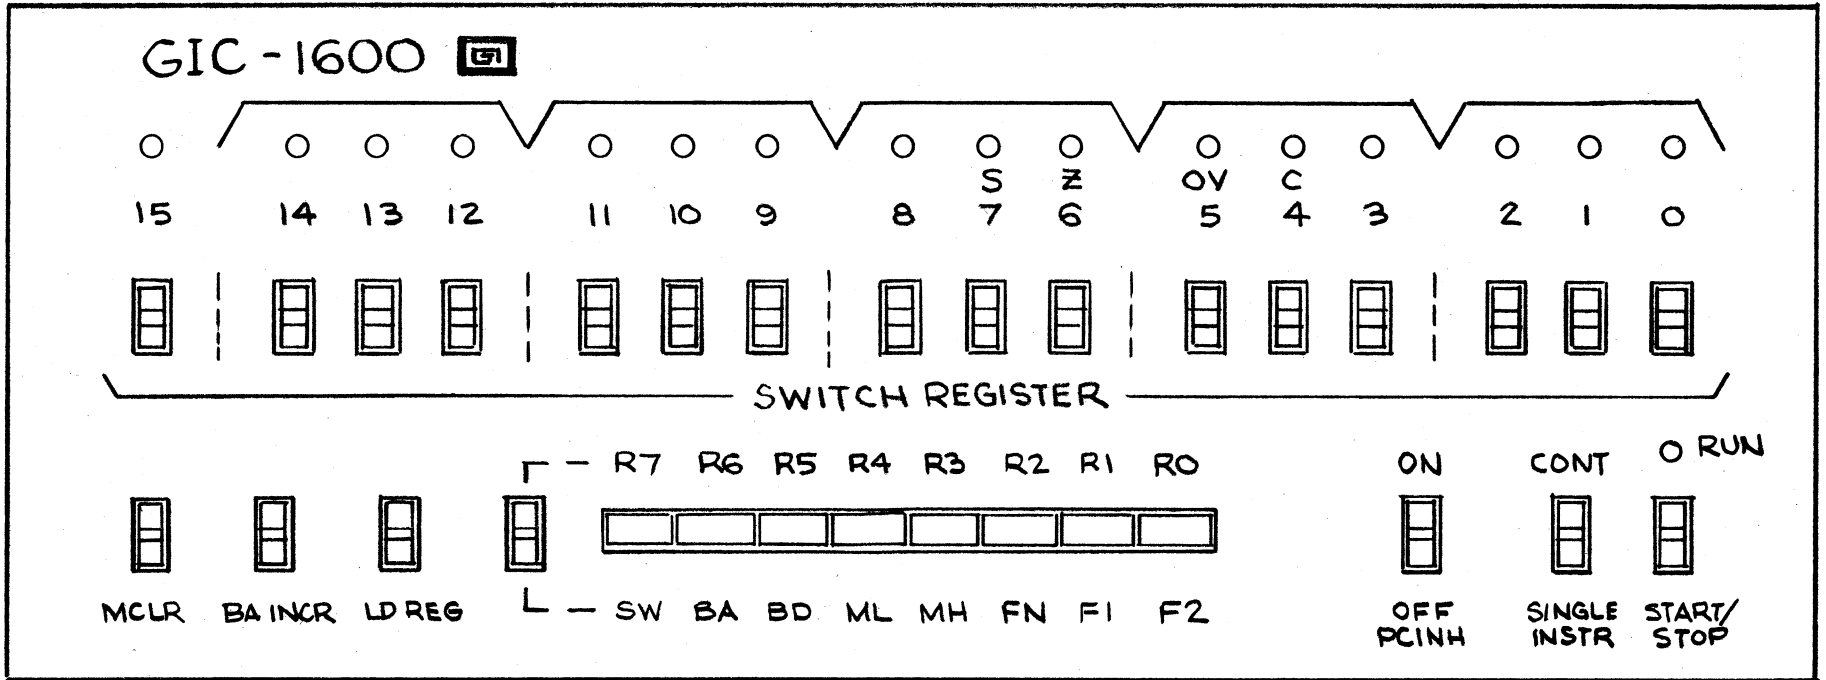 GIC-1600 GI
S Z OV C
15 14 13 12 11 10 9 8 7 6 5 4 3 2 1 0
SWITCH REGISTER
R7 R6 R5 R4 R3 R2 R1 R0 ON CONT RUN
MCLR BA INCR LD REG SW BA BD ML MH FN F1 F2 OFF SINGLE START/
PCINH INSTR STOP